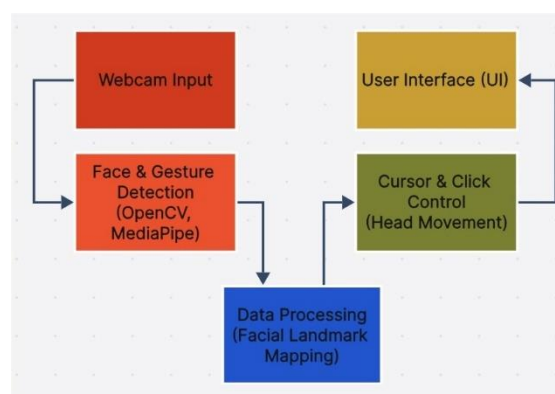 Webcam Input
User Interface (UI)
Face & Gesture
Detection
(OpenCV,
MediaPipe)
Cursor & Click
Control
(Head Movement)
Data Processing
(Facial Landmark
Mapping)